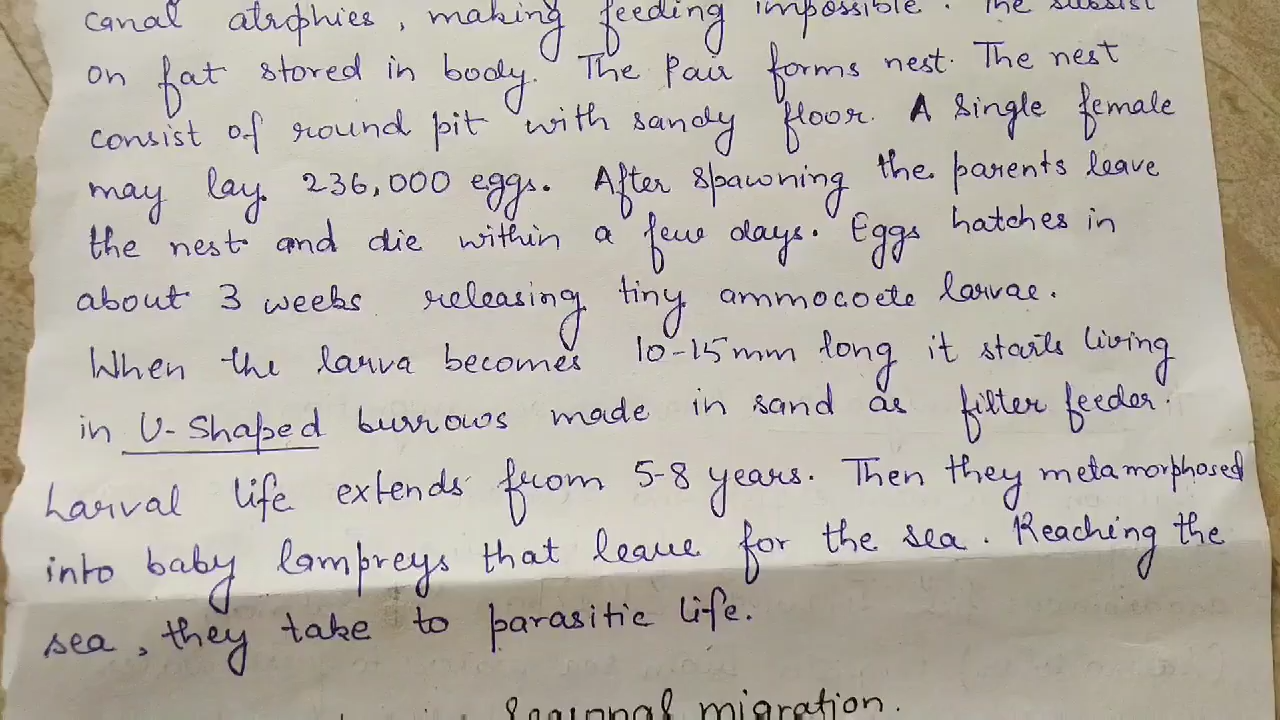 canal atrophies, making feeding impossible. The subsist
on fat stored in body. The Pair forms nest. The nest
consist of round pit with sandy floor. A Single female
may lay 236,000 eggs. After Spawning the parents leave
the nest and die within a few days. Eggs hatches in
about 3 weeks releasing tiny ammocoete larvae.
When the larva becomes 10-15mm long it starts living
in U-Shaped burrows made in sand as filter feeder.
Larval life extends from 5-8 years. Then they metamorphosed
into baby lampreys that leave for the sea. Reaching the
sea, they take to parasitic life.
migration.